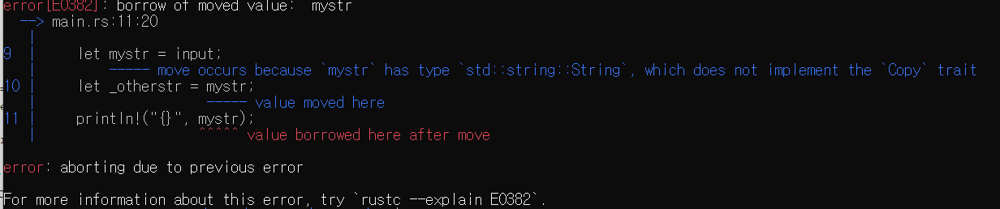 error[E0382]: borrow of moved value: mystr
--> main.rs:11:20
|
9 | let mystr = input;
| ----- move occurs because `mystr` has type `std::string::String`, which does not implement the `Copy` trait
10 | let _otherstr = mystr;
| ----- value moved here
11 | println!("{}", mystr);
| ^^^^^ value borrowed here after move
error: aborting due to previous error
For more information about this error, try `rustc --explain E0382`.